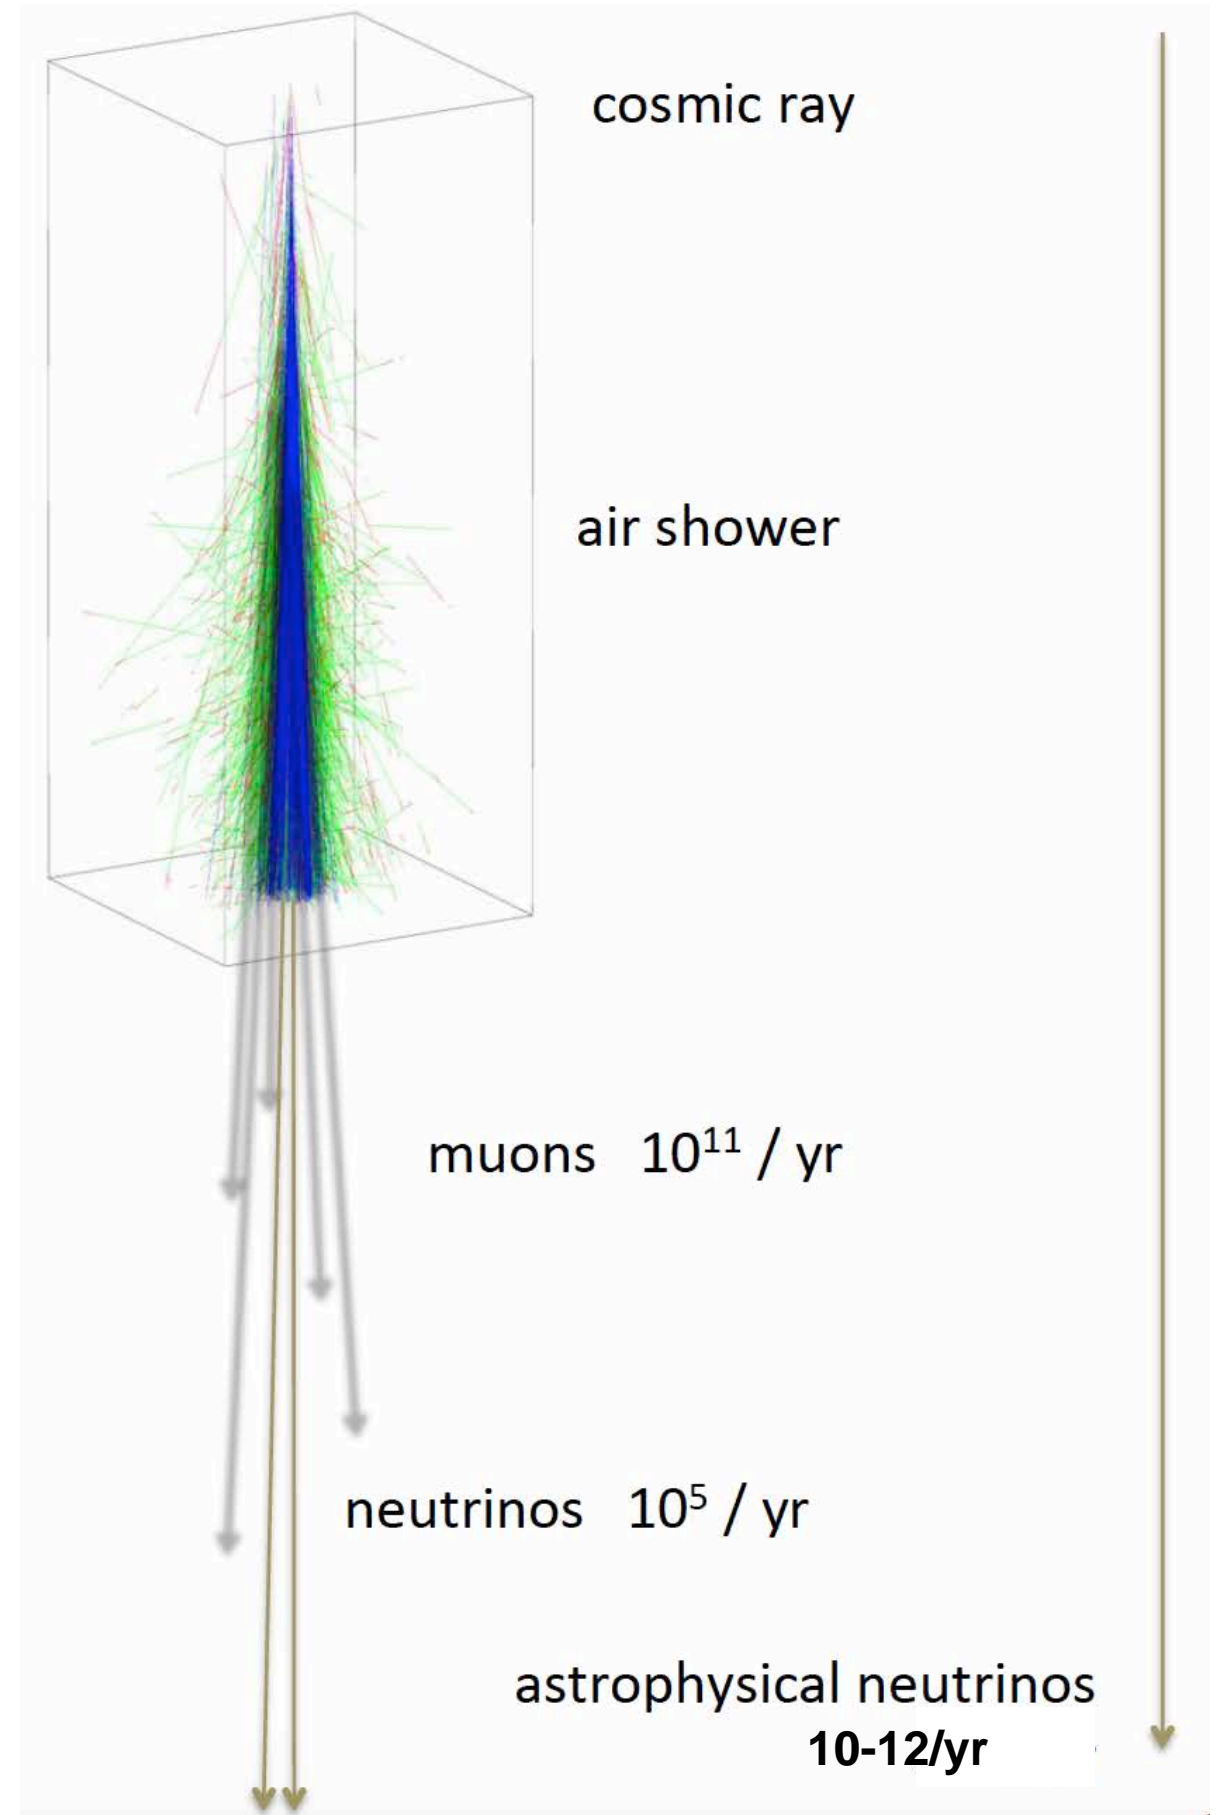 cosmic ray
air shower
muons 10¹¹ / yr
neutrinos 10⁵ / yr
astrophysical neutrinos
10-12/yr